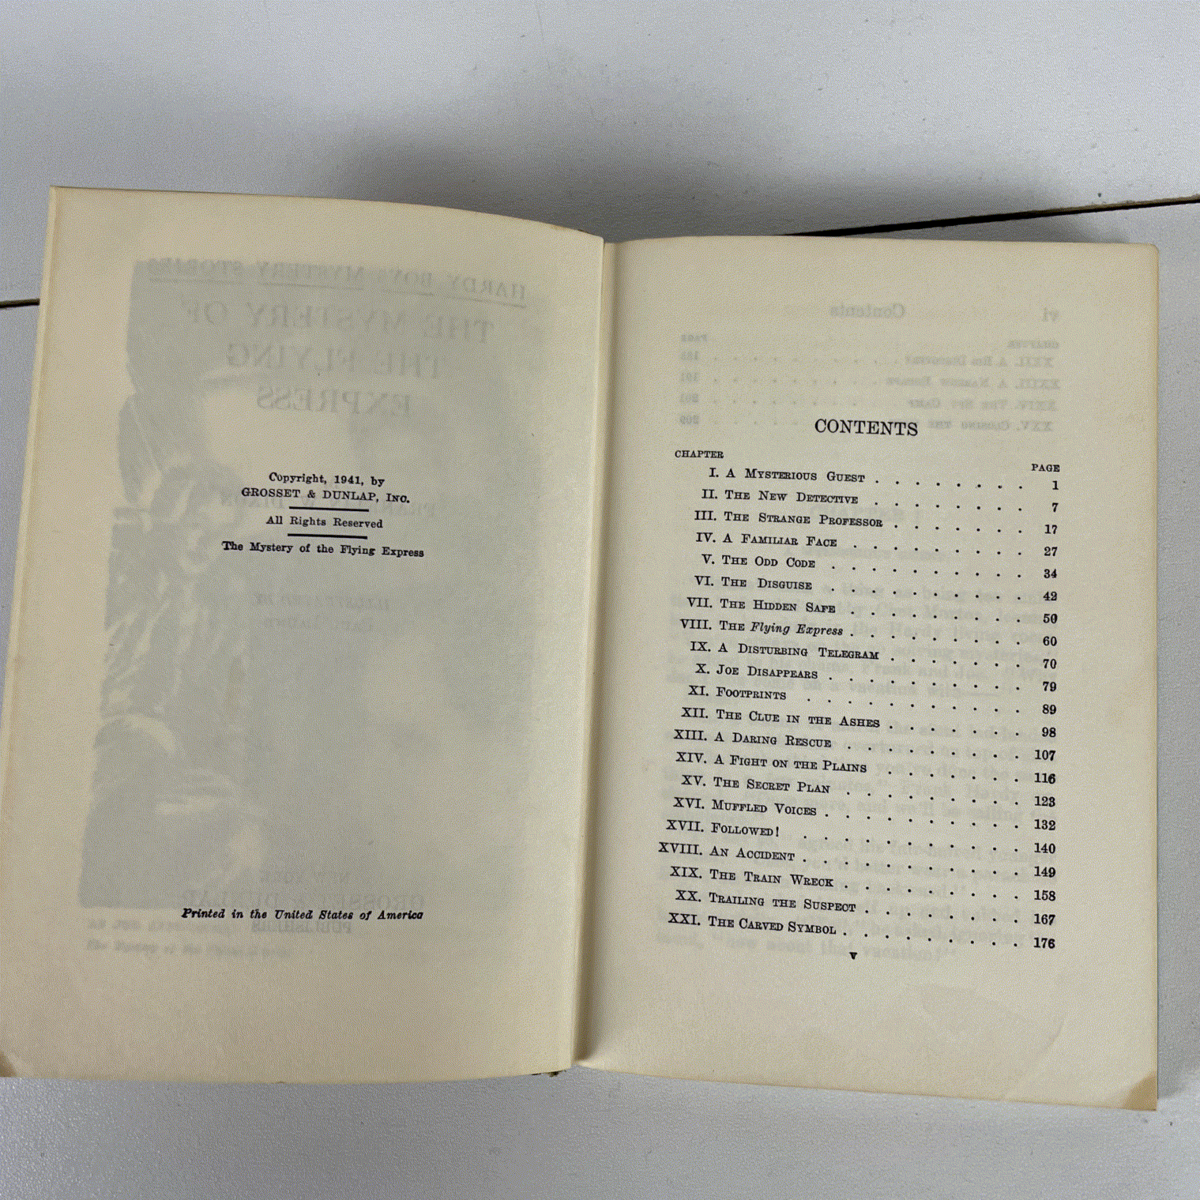 Copyright, 1941, by
GROSSET & DUNLAP, INC.
All Rights Reserved
The Mystery of the Flying Express
Printed in the United States of America
CONTENTS
CHAPTER PAGE
I. A MYSTERIOUS GUEST . . . . . . . . 1
II. THE NEW DETECTIVE . . . . . . . . 7
III. THE STRANGE PROFESSOR . . . . . . . 17
IV. A FAMILIAR FACE . . . . . . . . . 27
V. THE ODD CODE . . . . . . . . . . 34
VI. THE DISGUISE . . . . . . . . . . 42
VII. THE HIDDEN SAFE . . . . . . . . . 50
VIII. THE Flying Express . . . . . . . . . 60
IX. A DISTURBING TELEGRAM . . . . . . . 70
X. JOE DISAPPEARS . . . . . . . . . . 79
XI. FOOTPRINTS . . . . . . . . . . . 89
XII. THE CLUE IN THE ASHES . . . . . . . 98
XIII. A DARING RESCUE . . . . . . . . . 107
XIV. A FIGHT ON THE PLAINS . . . . . . . 116
XV. THE SECRET PLAN . . . . . . . . . 123
XVI. MUFFLED VOICES . . . . . . . . . . 132
XVII. FOLLOWED! . . . . . . . . . . . 140
XVIII. AN ACCIDENT . . . . . . . . . . . 149
XIX. THE TRAIN WRECK . . . . . . . . . 158
XX. TRAILING THE SUSPECT . . . . . . . . 167
XXI. THE CARVED SYMBOL . . . . . . . . . 176
v